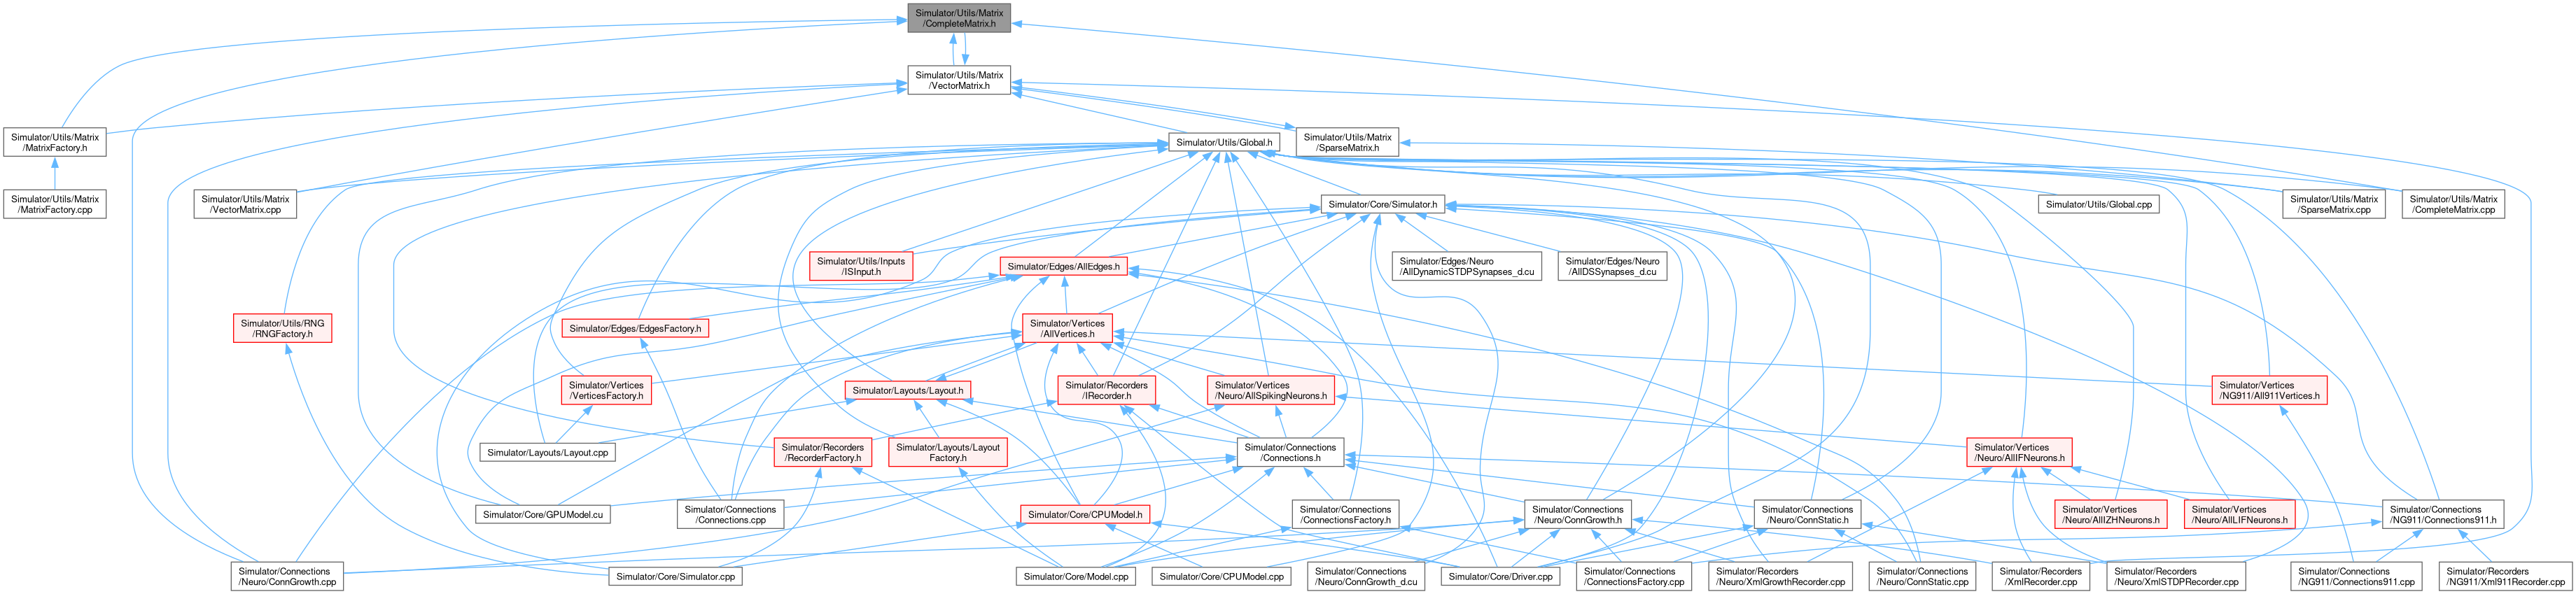 Simulator/Utils/Matrix
/CompleteMatrix.h
Simulator/Utils/Matrix
/VectorMatrix.h
Simulator/Utils/Matrix
/MatrixFactory.h
Simulator/Utils/Global.h
Simulator/Utils/Matrix
/SparseMatrix.h
Simulator/Utils/Matrix
/MatrixFactory.cpp
Simulator/Utils/Matrix
/VectorMatrix.cpp
Simulator/Core/Simulator.h
Simulator/Utils/Global.cpp
Simulator/Utils/Matrix
/SparseMatrix.cpp
Simulator/Utils/Matrix
/CompleteMatrix.cpp
Simulator/Utils/Inputs
/ISInput.h
Simulator/Edges/AllEdges.h
Simulator/Edges/Neuro
/AllDynamicSTDPSynapses_d.cu
Simulator/Edges/Neuro
/AllDSSynapses_d.cu
Simulator/Utils/RNG
/RNGFactory.h
Simulator/Edges/EdgesFactory.h
Simulator/Vertices
/AllVertices.h
Simulator/Vertices
/VerticesFactory.h
Simulator/Layouts/Layout.h
Simulator/Recorders
/IRecorder.h
Simulator/Vertices
/Neuro/AllSpikingNeurons.h
Simulator/Vertices
/NG911/All911Vertices.h
Simulator/Layouts/Layout.cpp
Simulator/Recorders
/RecorderFactory.h
Simulator/Layouts/Layout
Factory.h
Simulator/Connections
/Connections.h
Simulator/Vertices
/Neuro/AllIFNeurons.h
Simulator/Core/GPUModel.cu
Simulator/Connections
/Connections.cpp
Simulator/Core/CPUModel.h
Simulator/Connections
/ConnectionsFactory.h
Simulator/Connections
/Neuro/ConnGrowth.h
Simulator/Connections
/Neuro/ConnStatic.h
Simulator/Vertices
/Neuro/AllIZHNeurons.h
Simulator/Vertices
/Neuro/AllLIFNeurons.h
Simulator/Connections
/NG911/Connections911.h
Simulator/Connections
/Neuro/ConnGrowth.cpp
Simulator/Core/Simulator.cpp
Simulator/Core/Model.cpp
Simulator/Core/CPUModel.cpp
Simulator/Connections
/Neuro/ConnGrowth_d.cu
Simulator/Core/Driver.cpp
Simulator/Connections
/ConnectionsFactory.cpp
Simulator/Recorders
/Neuro/XmlGrowthRecorder.cpp
Simulator/Connections
/Neuro/ConnStatic.cpp
Simulator/Recorders
/XmlRecorder.cpp
Simulator/Recorders
/Neuro/XmlSTDPRecorder.cpp
Simulator/Connections
/NG911/Connections911.cpp
Simulator/Recorders
/NG911/Xml911Recorder.cpp